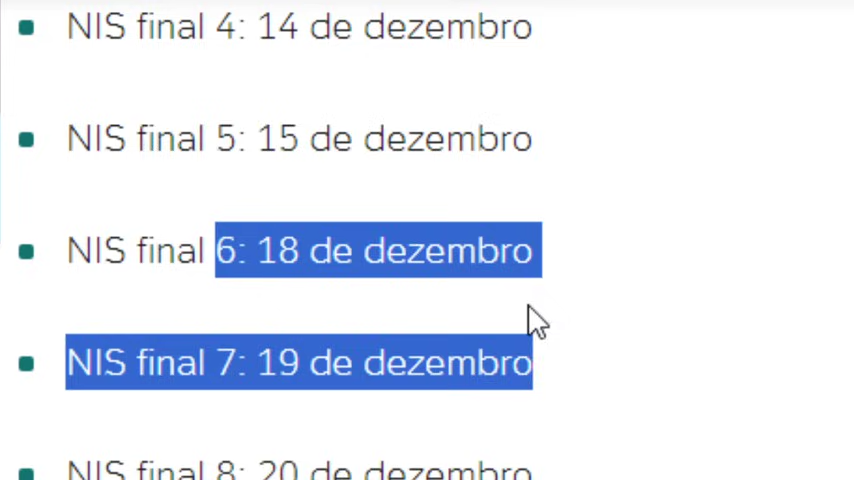 NIS final 4: 14 de dezembro
NIS final 5: 15 de dezembro
NIS final 6: 18 de dezembro
NIS final 7: 19 de dezembro
NIS final 8: 20 de dezembro